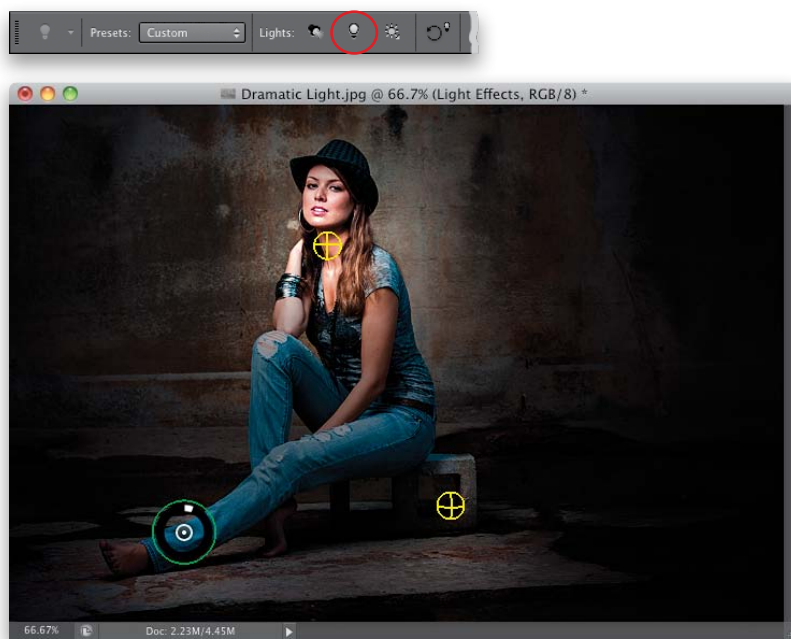 Presets: Custom Lights:
Dramatic Light.jpg @ 66.7% (Light Effects, RGB/8) *
66.67% Doc: 2.23M/4.45M